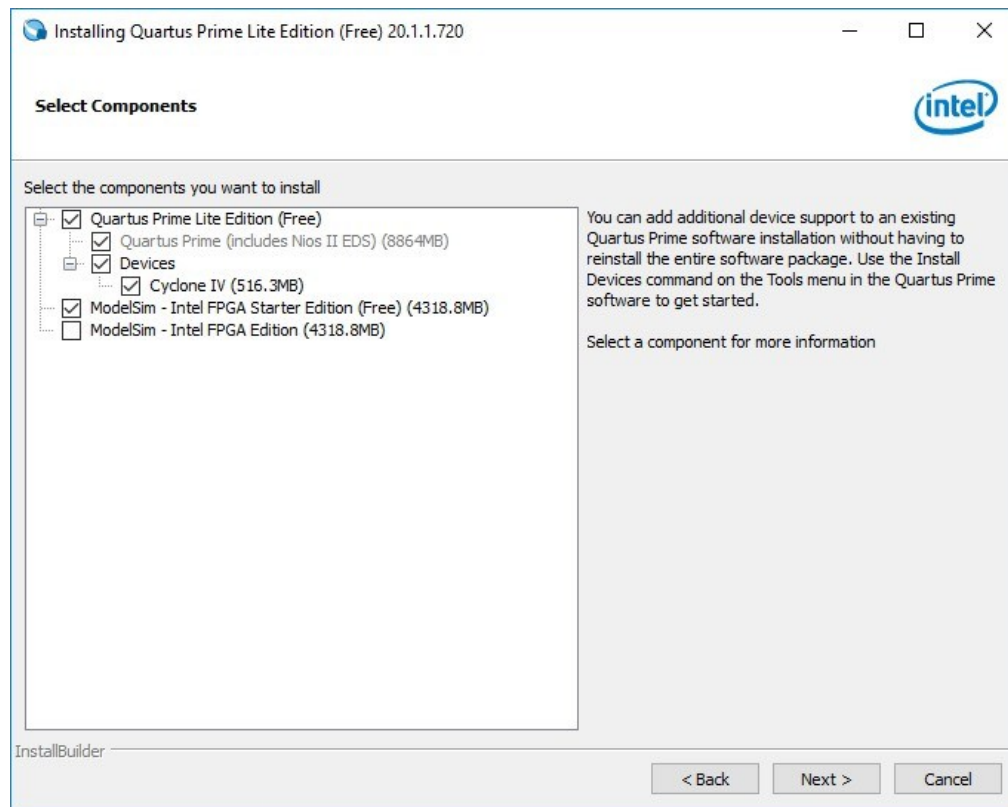 Installing Quartus Prime Lite Edition (Free) 20.1.1.720
Select Components
intel
Select the components you want to install
Quartus Prime Lite Edition (Free)
Quartus Prime (includes Nios II EDS) (8864MB)
Devices
Cyclone IV (516.3MB)
ModelSim - Intel FPGA Starter Edition (Free) (4318.8MB)
ModelSim - Intel FPGA Edition (4318.8MB)
You can add additional device support to an existing
Quartus Prime software installation without having to
reinstall the entire software package. Use the Install
Devices command on the Tools menu in the Quartus Prime
software to get started.
Select a component for more information
InstallBuilder
< Back
Next >
Cancel